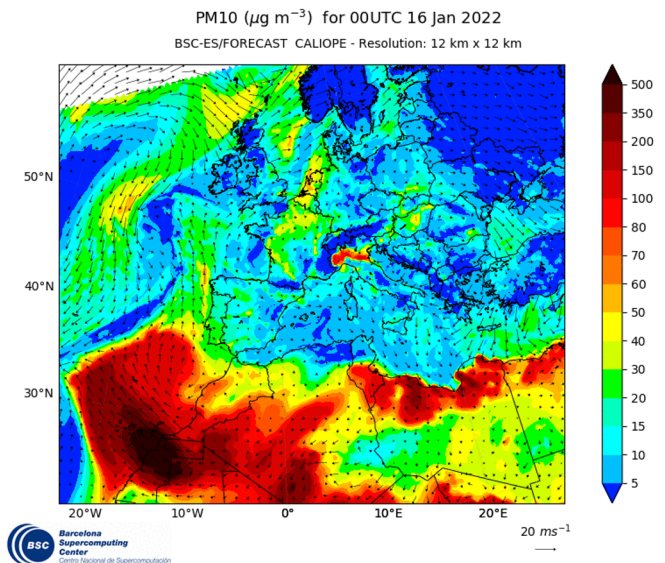 PM10 (μg m⁻³) for 00UTC 16 Jan 2022
BSC-ES/FORECAST CALIOPE - Resolution: 12 km x 12 km
500
350
200
150
100
80
70
60
50
40
30
20
15
10
5
50°N
40°N
30°N
20°W
10°W
0°
10°E
20°E
20 ms⁻¹
BSC
Barcelona
Supercomputing
Center
Centro Nacional de Supercomputación